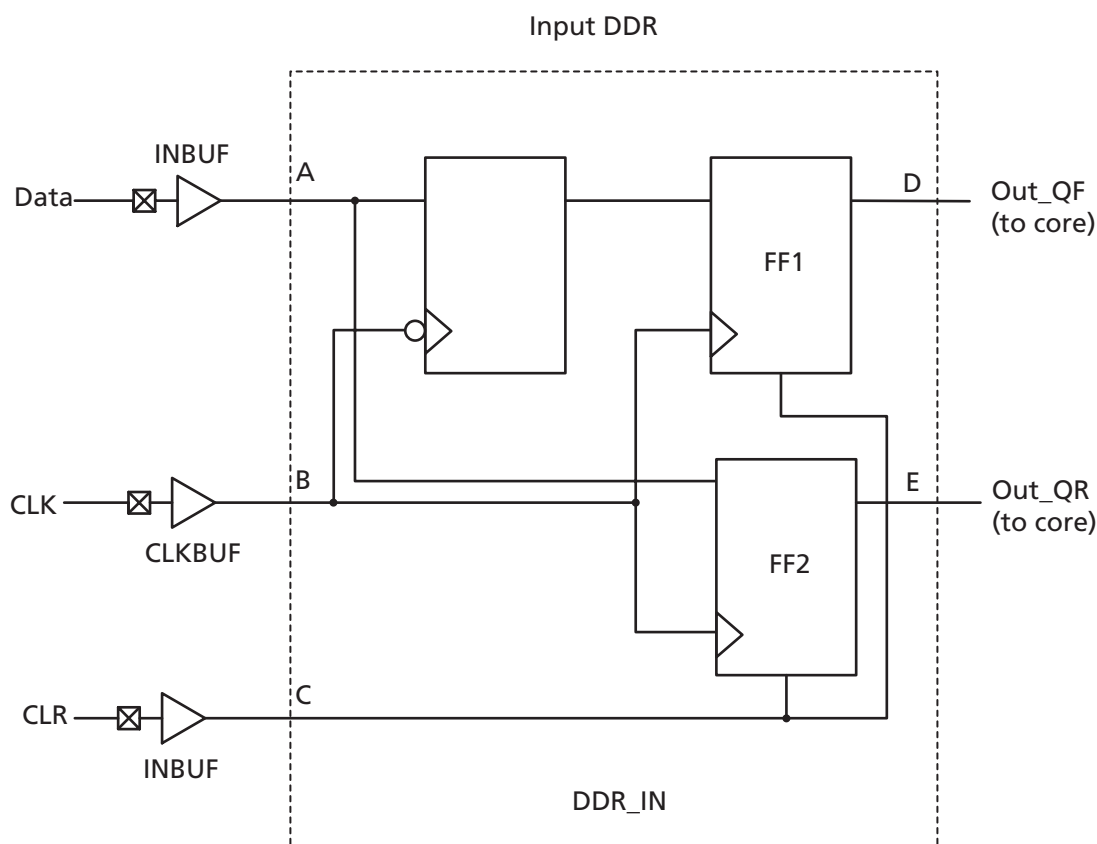 Input DDR
INBUF
A
Data
D
Out_QF
(to core)
FF1
B
CLK
CLKBUF
E
Out_QR
(to core)
FF2
C
CLR
INBUF
DDR_IN